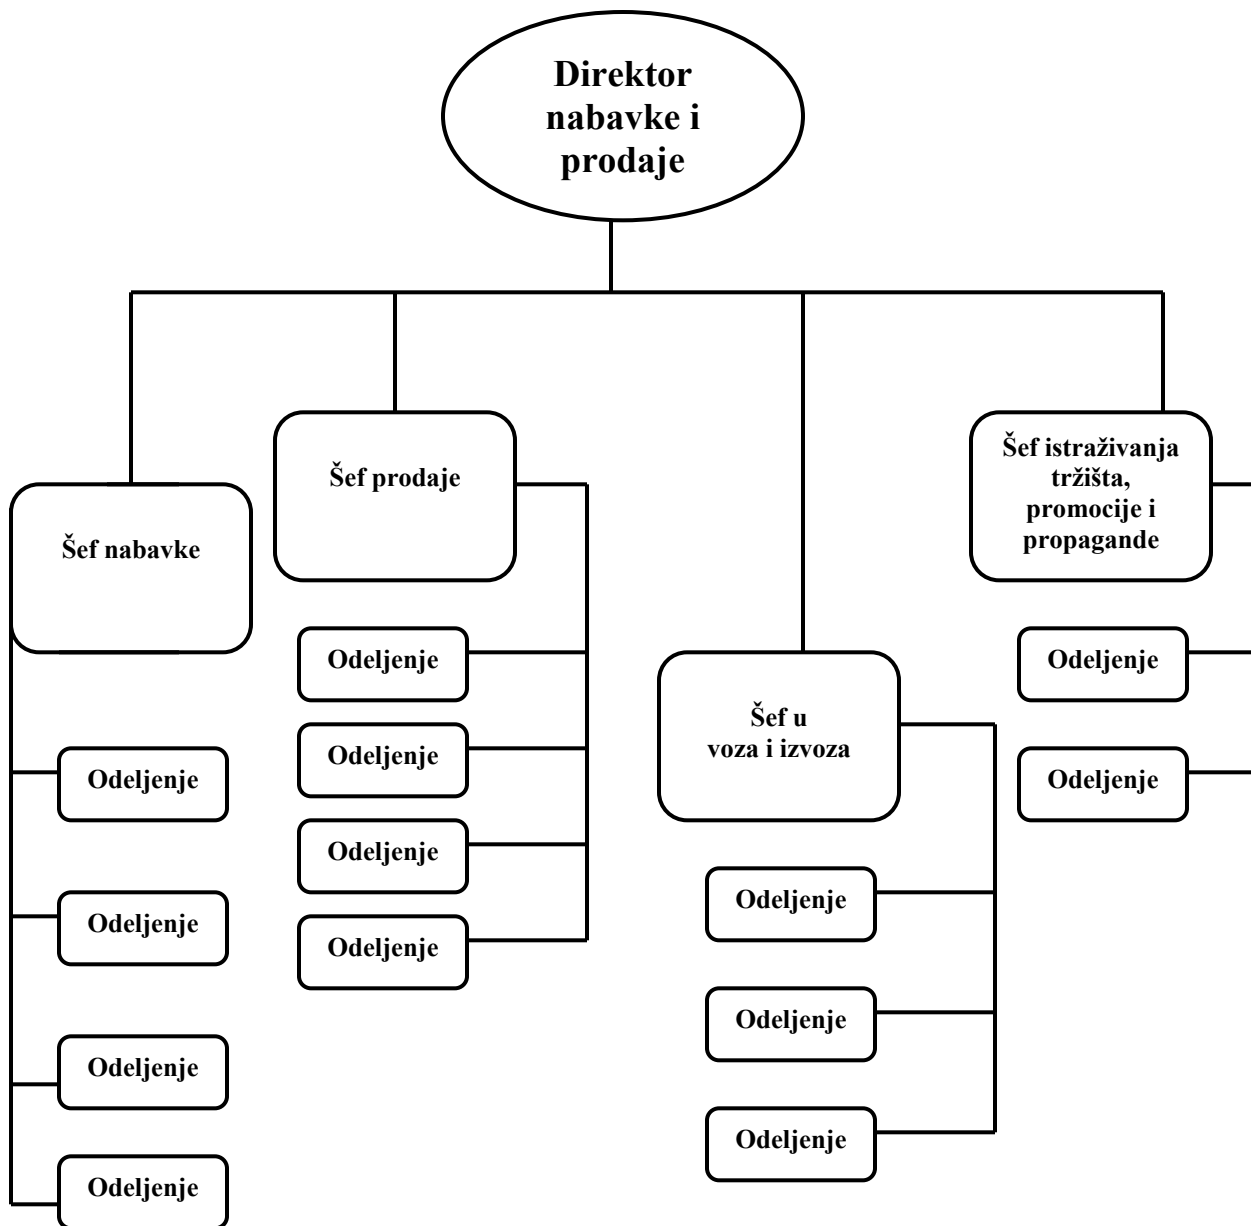 Direktor
nabavke i
prodaje
Šef nabavke
Odeljenje
Odeljenje
Odeljenje
Odeljenje
Šef prodaje
Odeljenje
Odeljenje
Odeljenje
Odeljenje
Šef u
voza i izvoza
Odeljenje
Odeljenje
Odeljenje
Šef istraživanja
tržišta,
promocije i
propagande
Odeljenje
Odeljenje